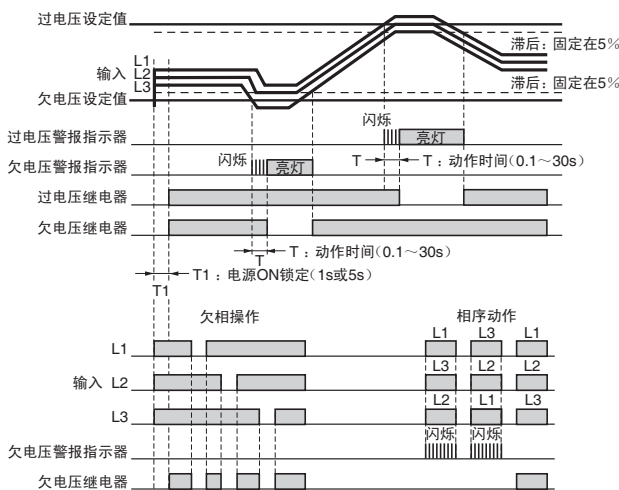 过电压设定值
L1
输入 L2
L3
欠电压设定值
滞后：固定在5%
滞后：固定在5%
闪烁
过电压警报指示器 亮灯
T T：动作时间（0.1～30s）
闪烁
欠电压警报指示器 亮灯
过电压继电器
欠电压继电器
T T：动作时间（0.1～30s）
T1：电源ON锁定（1s或5s）
T1
欠相操作 相序动作
L1 L3 L1
L1
L3 L2 L2
输入 L2
L2 L1 L3
L3
闪烁 闪烁
欠电压警报指示器
欠电压继电器